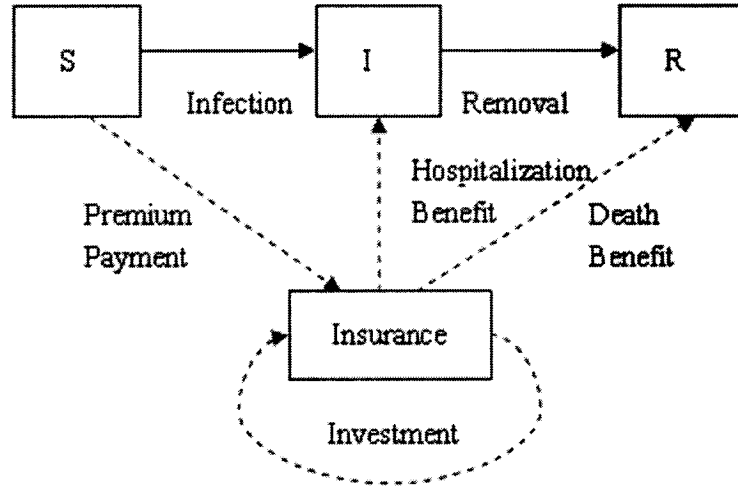 S
I
R
Infection
Removal
Hospitalization
Benefit
Premium
Payment
Death
Benefit
Insurance
Investment